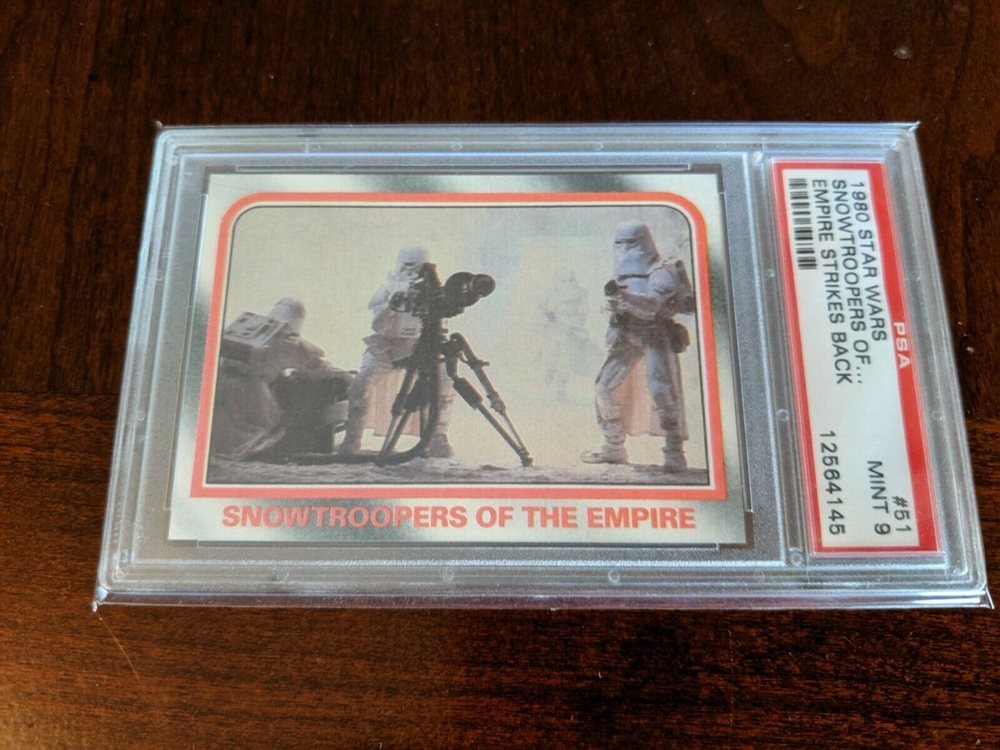 SNOWTROOPERS OF THE EMPIRE
1980 STAR WARS
SNOWTROOPERS OF...
EMPIRE STRIKES BACK
PSA
#51
MINT 9
12564145